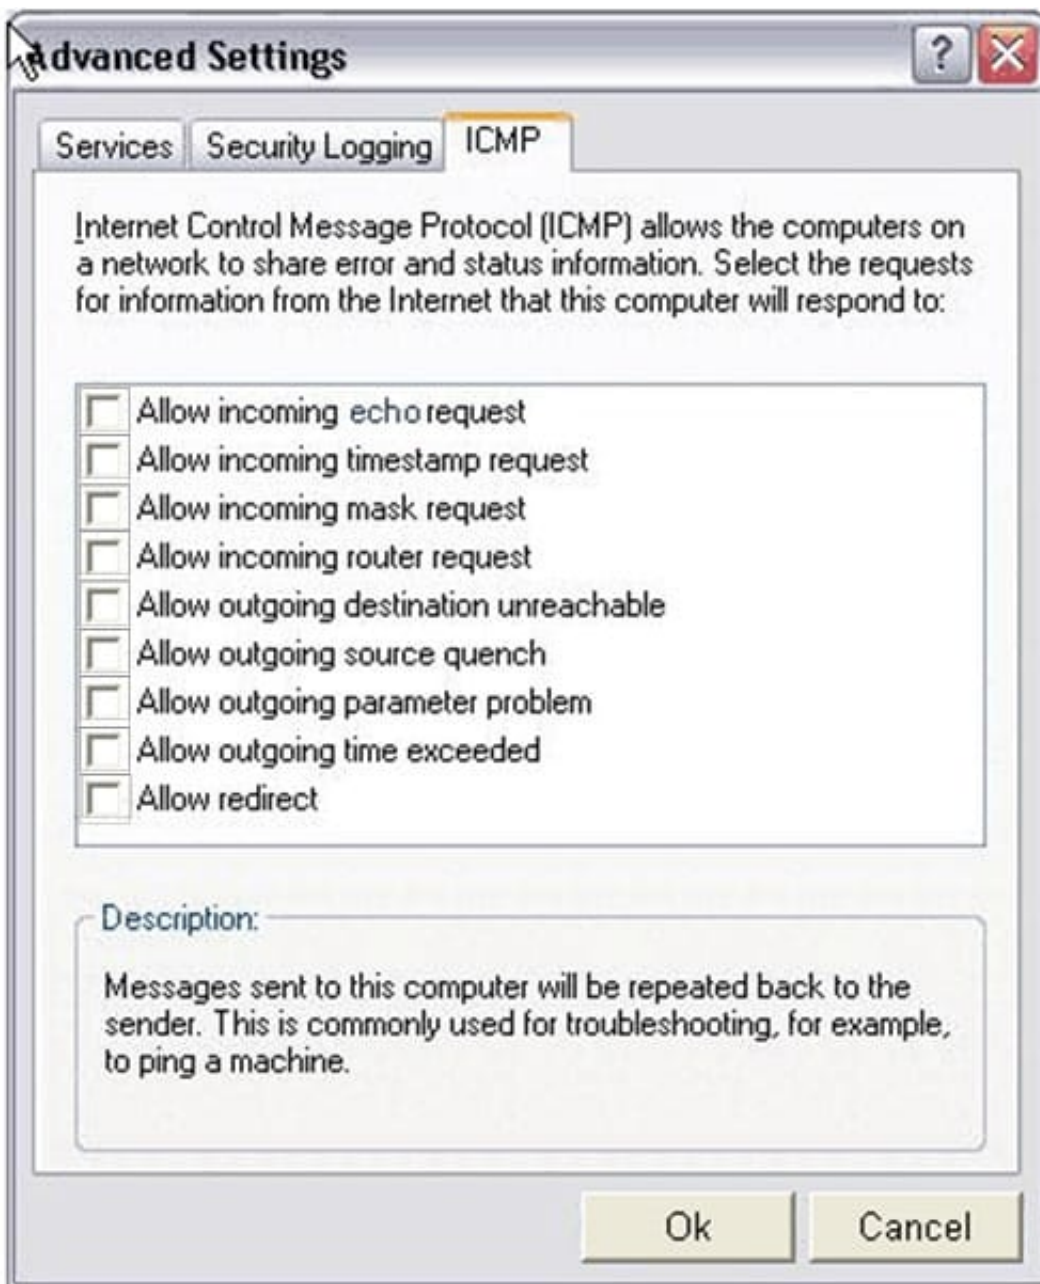 Advanced Settings
?
Services Security Logging ICMP
Internet Control Message Protocol (ICMP) allows the computers on
a network to share error and status information. Select the requests
for information from the Internet that this computer will respond to:
Allow incoming echo request
Allow incoming timestamp request
Allow incoming mask request
Allow incoming router request
Allow outgoing destination unreachable
Allow outgoing source quench
Allow outgoing parameter problem
Allow outgoing time exceeded
Allow redirect
Description:
Messages sent to this computer will be repeated back to the
sender. This is commonly used for troubleshooting, for example,
to ping a machine.
Ok Cancel